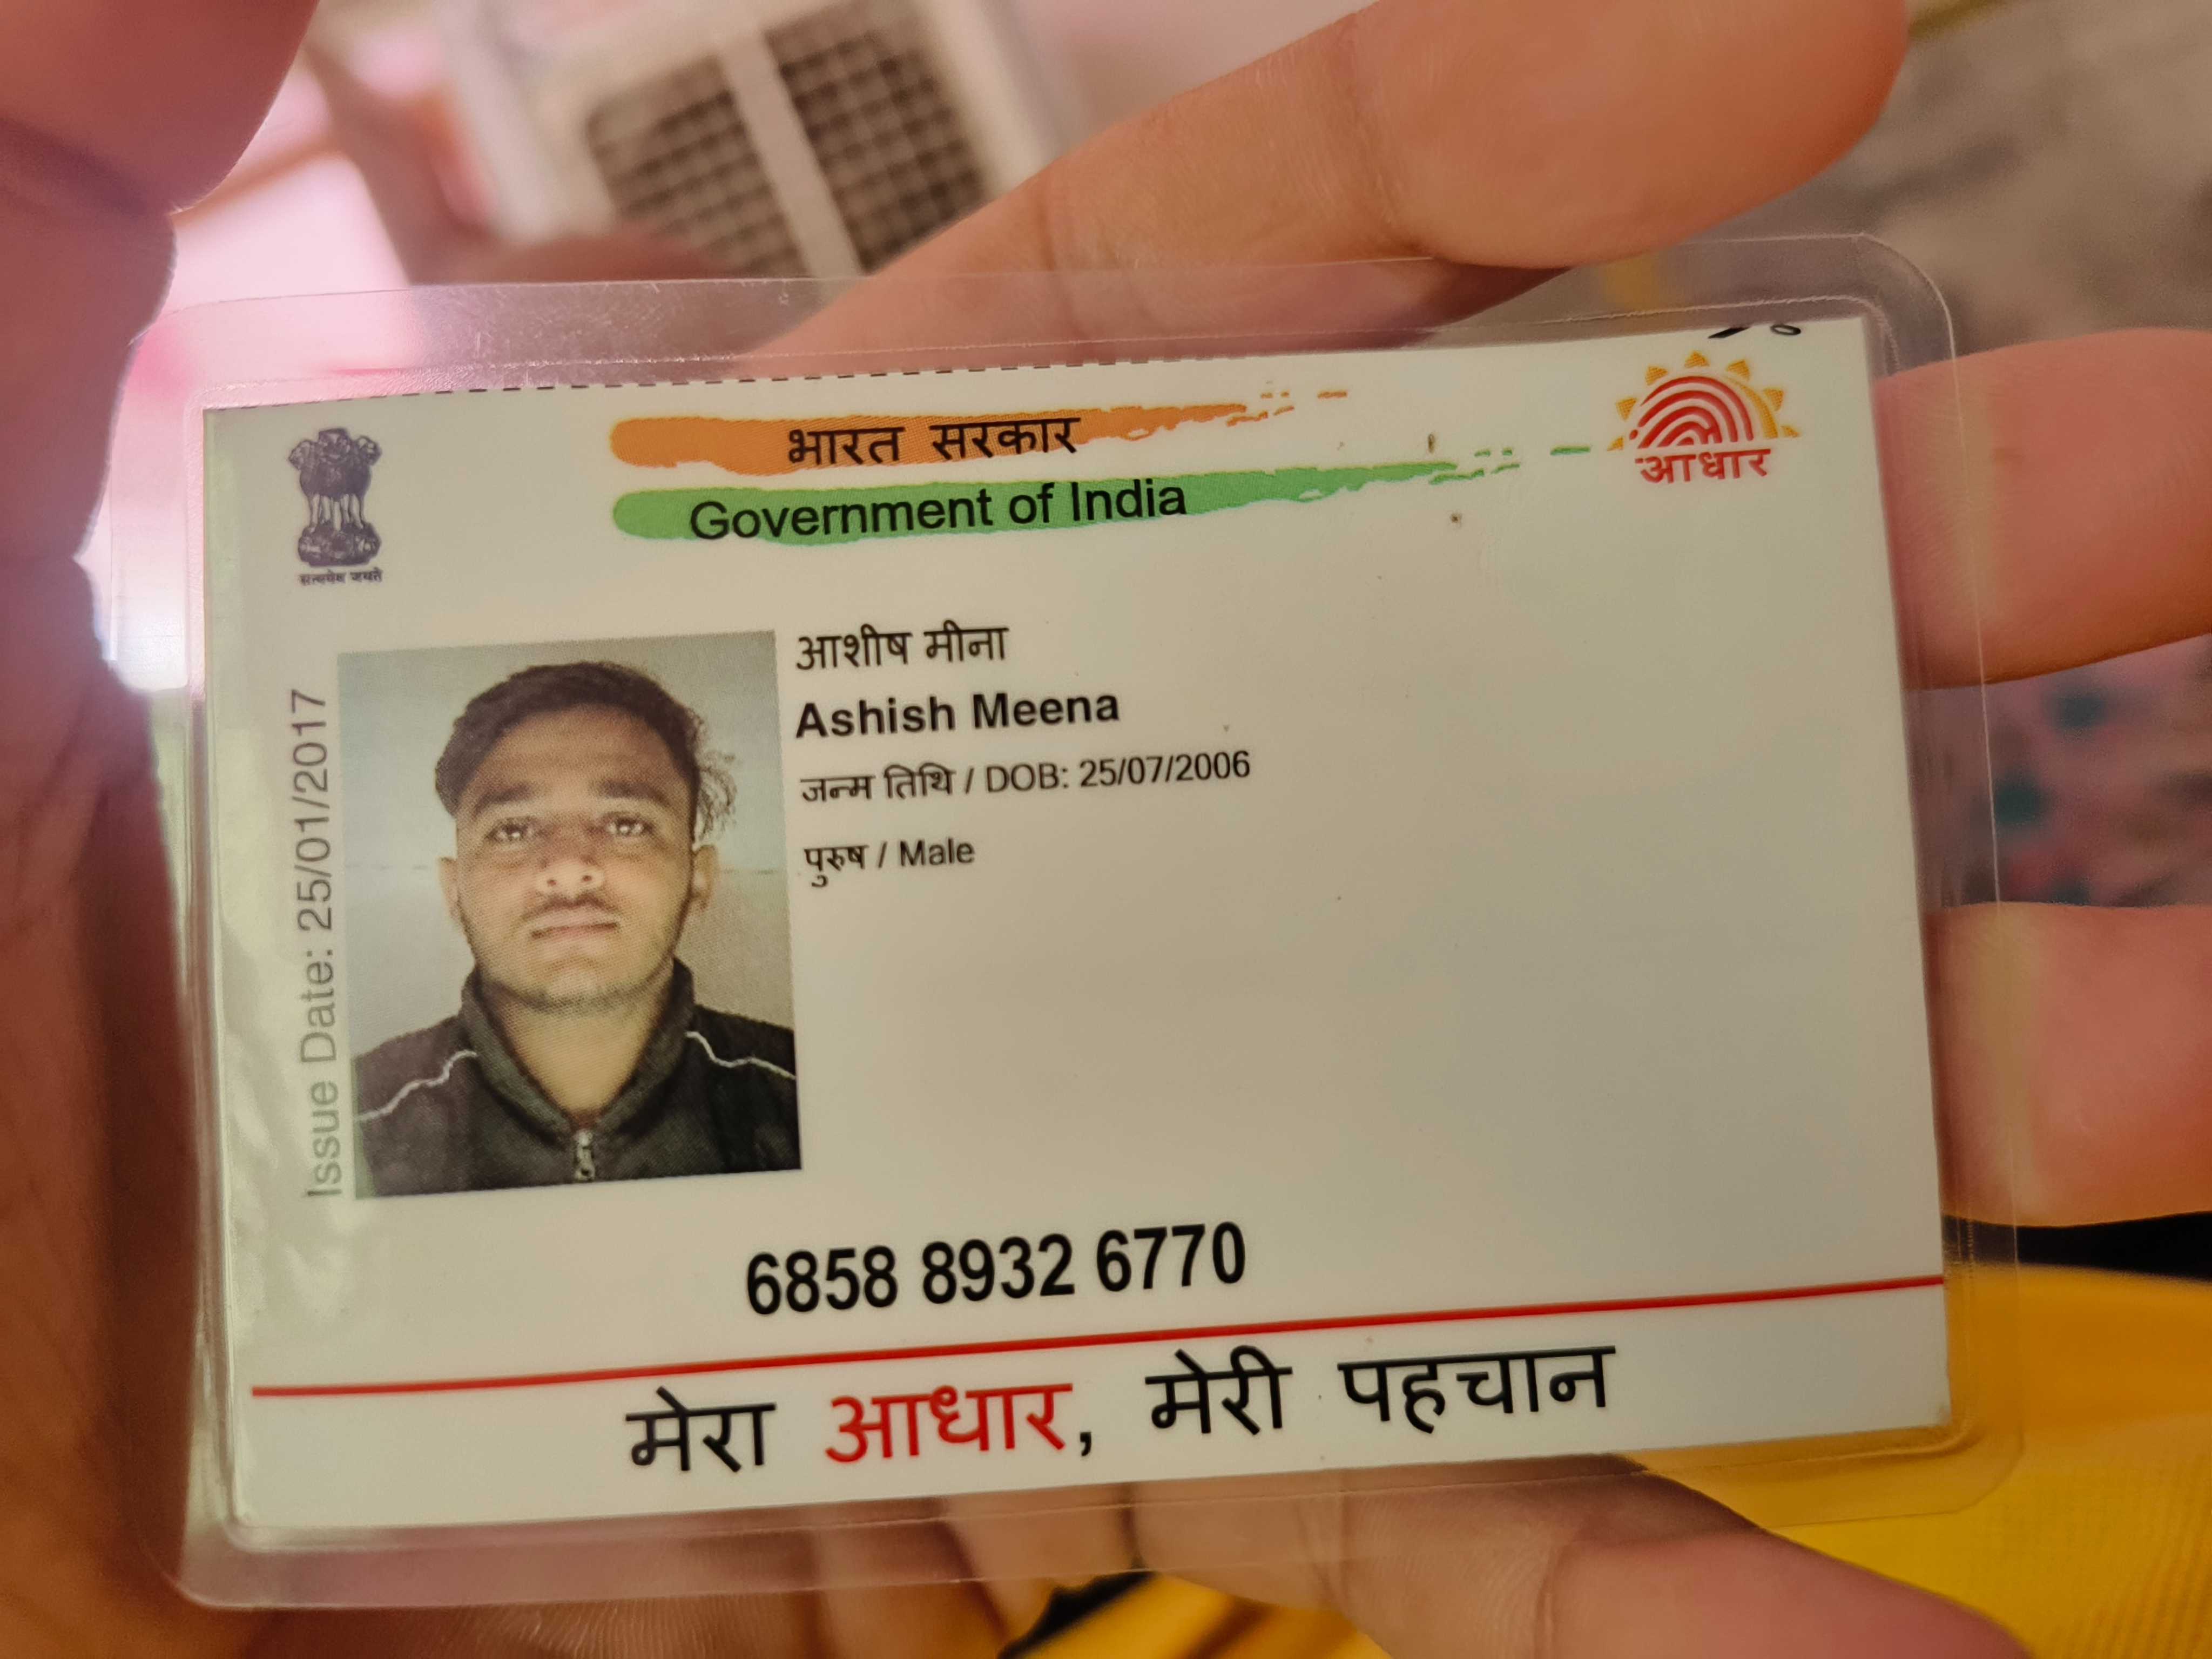 भारत सरकार
Government of India
सत्यमेव जयते
आधार
Issue Date: 25/01/2017
आशीष मीना
Ashish Meena
जन्म तिथि / DOB: 25/07/2006
पुरुष / Male
6858 8932 6770
मेरा आधार, मेरी पहचान